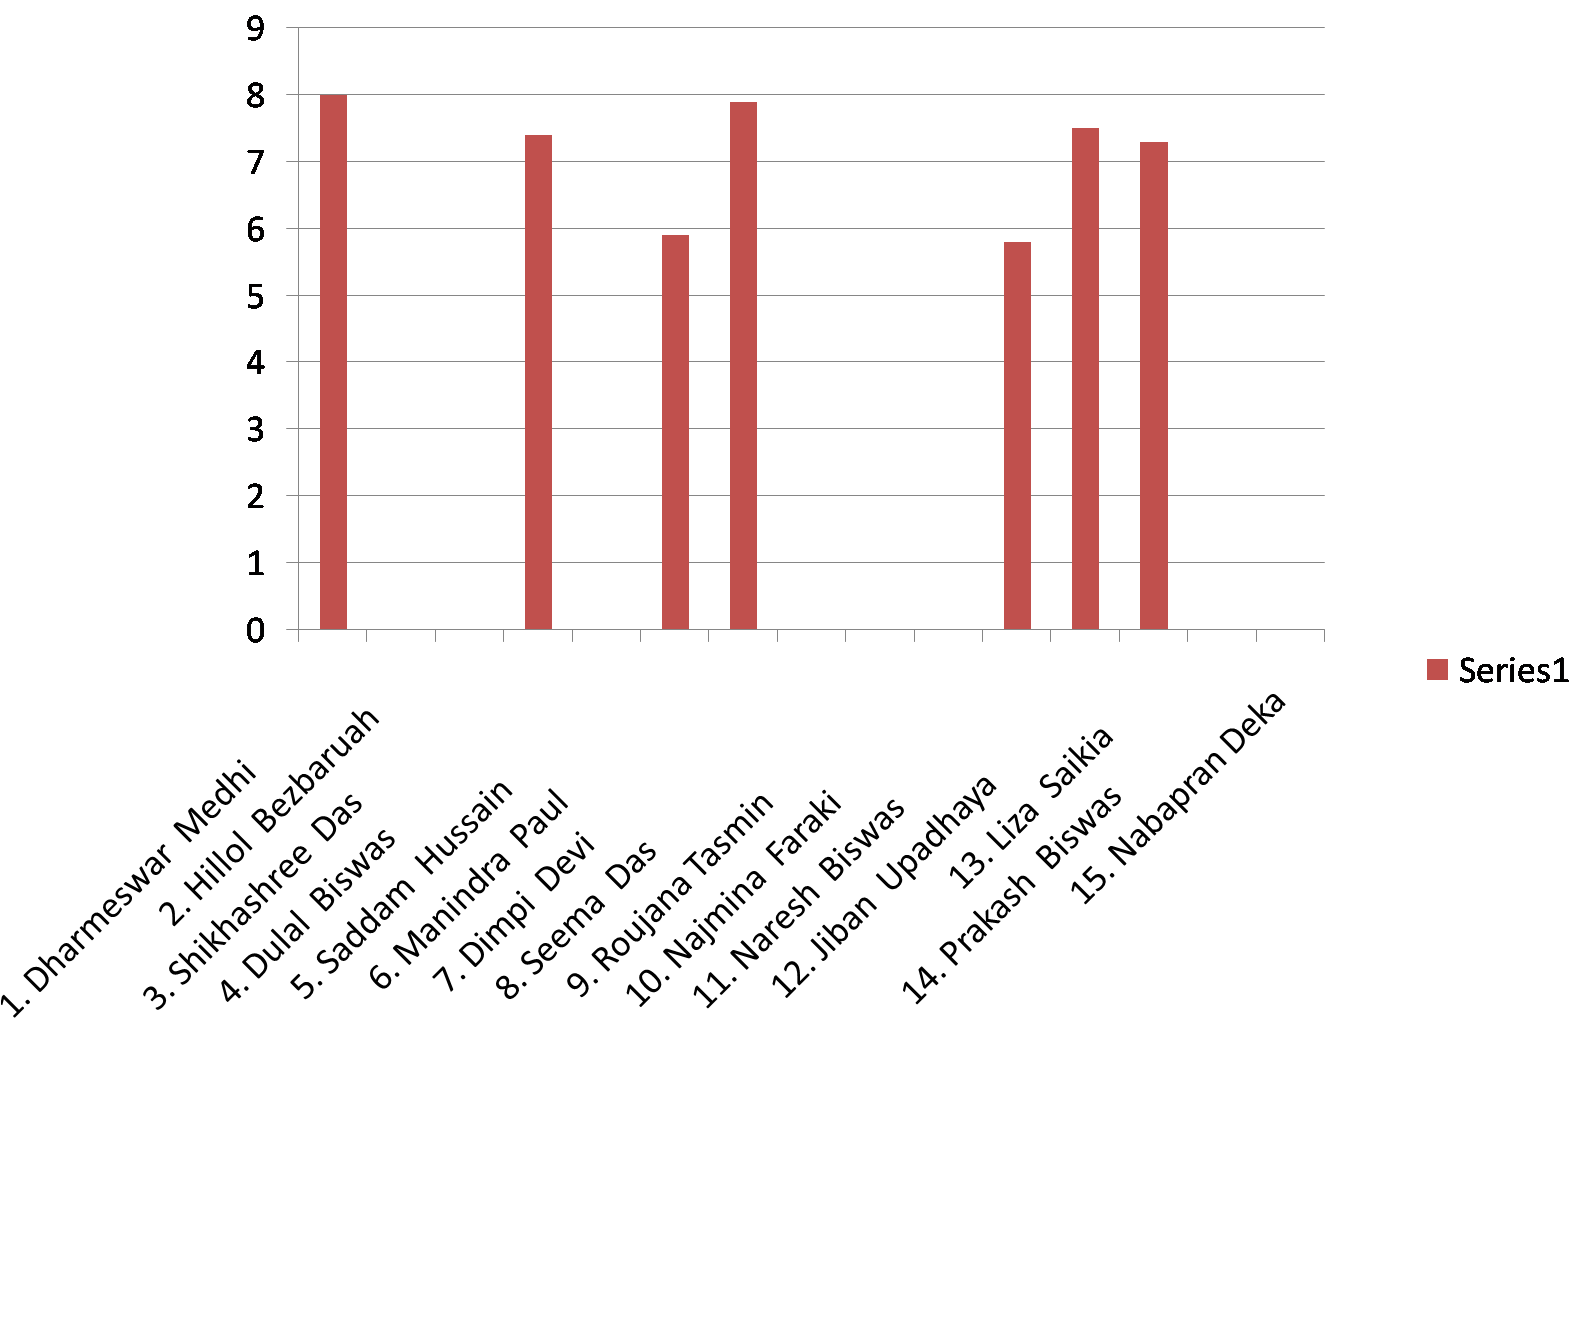 9
8
7
6
5
4
3
2
1
0
Series1
1. Dharmeswar Medhi
2. Hillol Bezbaruah
3. Shikhashree Das
4. Dulal Biswas
5. Saddam Hussain
6. Manindra Paul
7. Dimpi Devi
8. Seema Das
9. Roujana Tasmin
10. Najmina Faraki
11. Naresh Biswas
12. Jiban Upadhaya
13. Liza Saikia
14. Prakash Biswas
15. Nabapran Deka